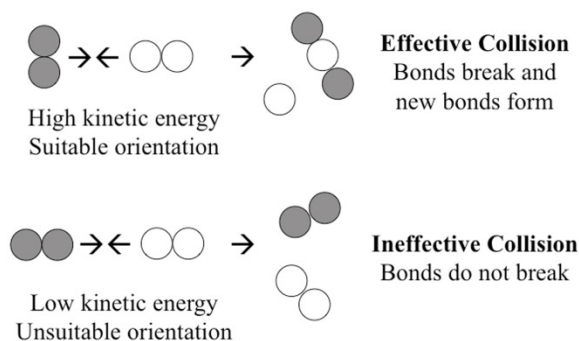 Effective Collision
Bonds break and
new bonds form
High kinetic energy
Suitable orientation
Ineffective Collision
Bonds do not break
Low kinetic energy
Unsuitable orientation